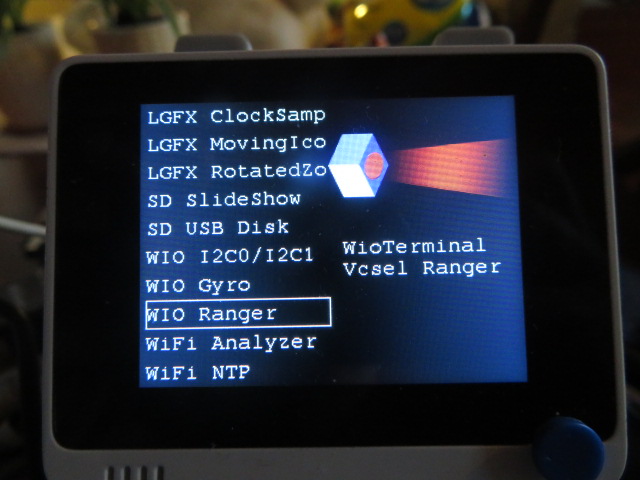 LGFX ClockSamp
LGFX MovingIco
LGFX RotatedZo
SD SlideShow
SD USB Disk
WIO I2C0/I2C1
WIO Gyro
WIO Ranger
WiFi Analyzer
WiFi NTP
WioTerminal
Vcsel Ranger